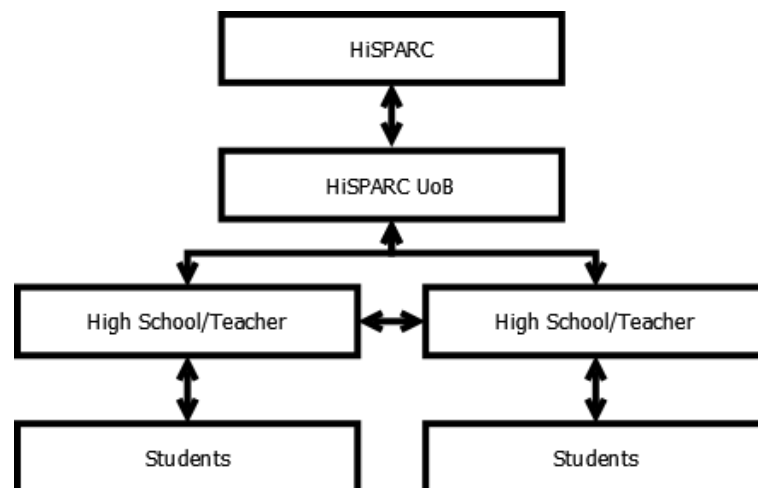 HiSPARC
HiSPARC UoB
High School/Teacher
High School/Teacher
Students
Students